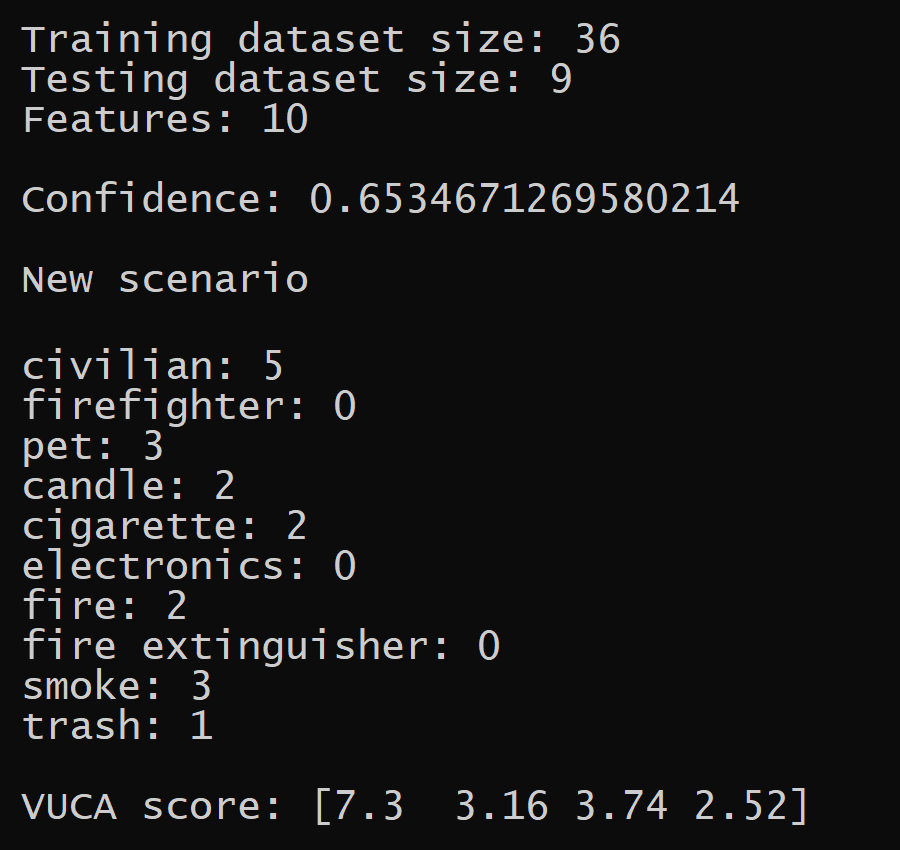 Training dataset size: 36
Testing dataset size: 9
Features: 10
Confidence: 0.6534671269580214
New scenario
civilian: 5
firefighter: 0
pet: 3
candle: 2
cigarette: 2
electronics: 0
fire: 2
fire extinguisher: 0
smoke: 3
trash: 1
VUCA score: [7.3  3.16 3.74 2.52]